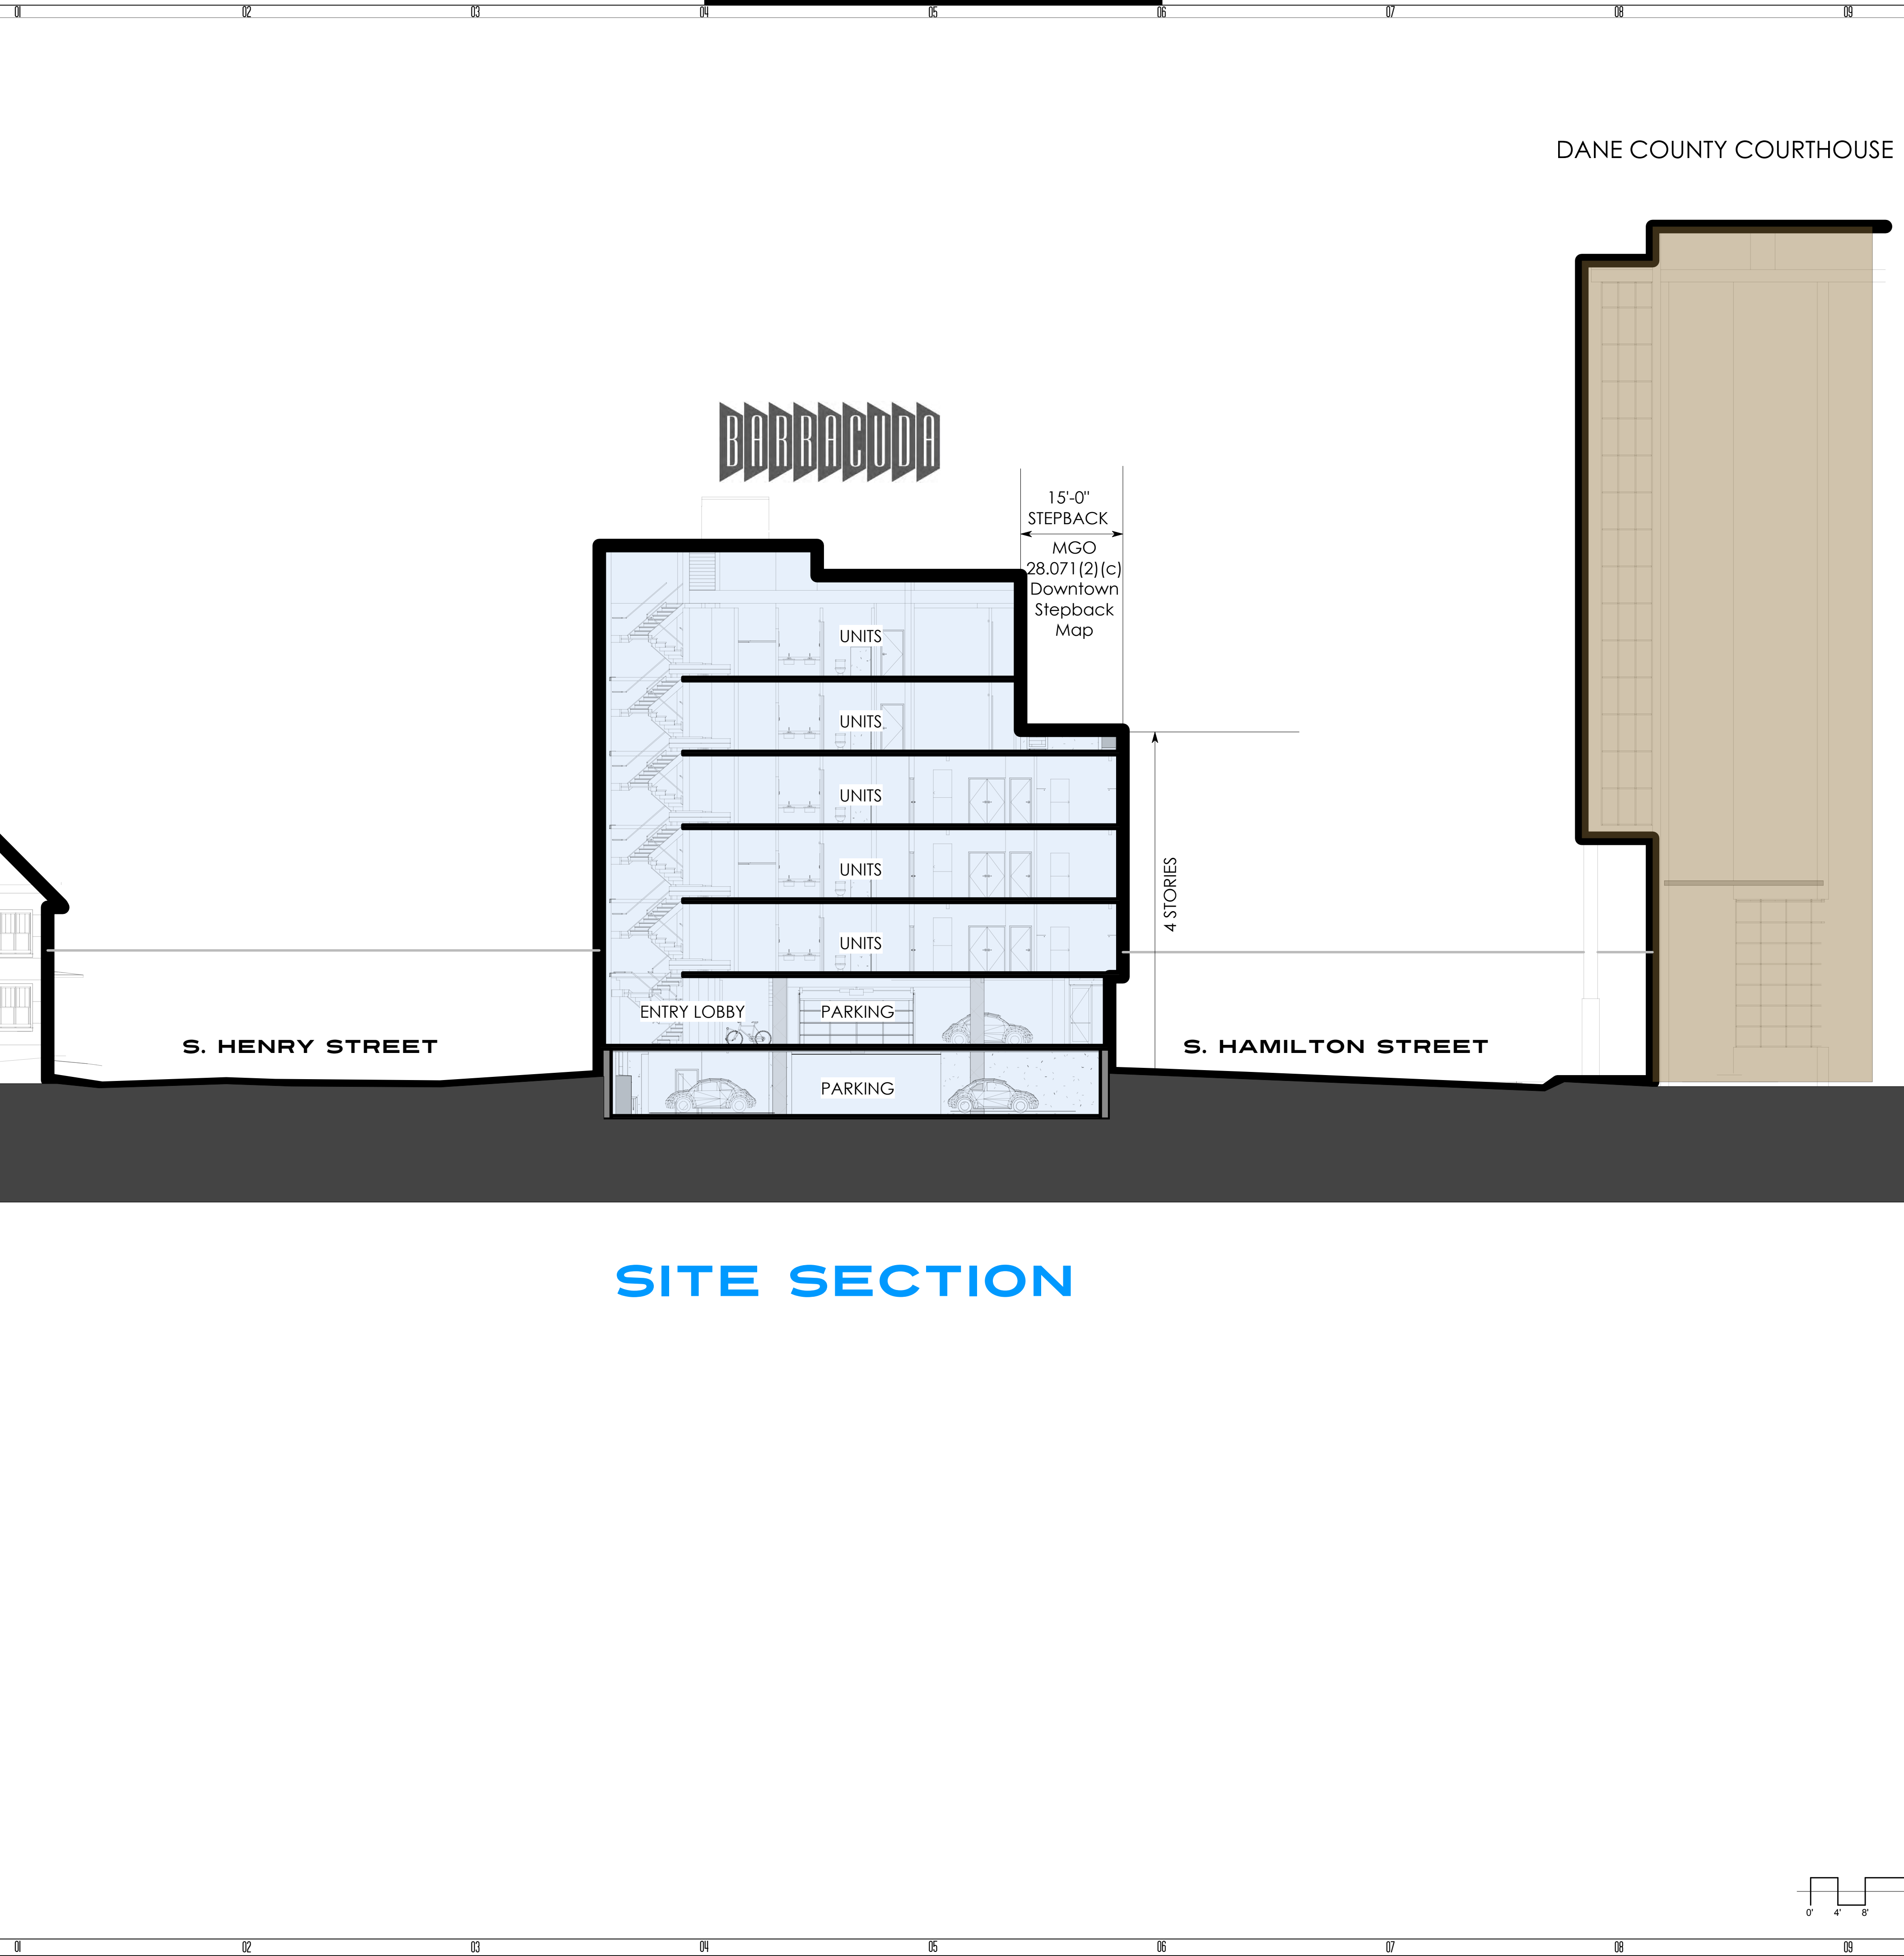 01 02 03 04 05 06 07 08 09
DANE COUNTY COURTHOUSE
BARRACUDA
15'-0"
STEPBACK
MGO
28.071(2)(c)
Downtown
Stepback
Map
UNITS
UNITS
UNITS
UNITS
4 STORIES
UNITS
ENTRY LOBBY
PARKING
S. HENRY STREET
S. HAMILTON STREET
PARKING
SITE SECTION
0' 4' 8'
01 02 03 04 05 06 07 08 09